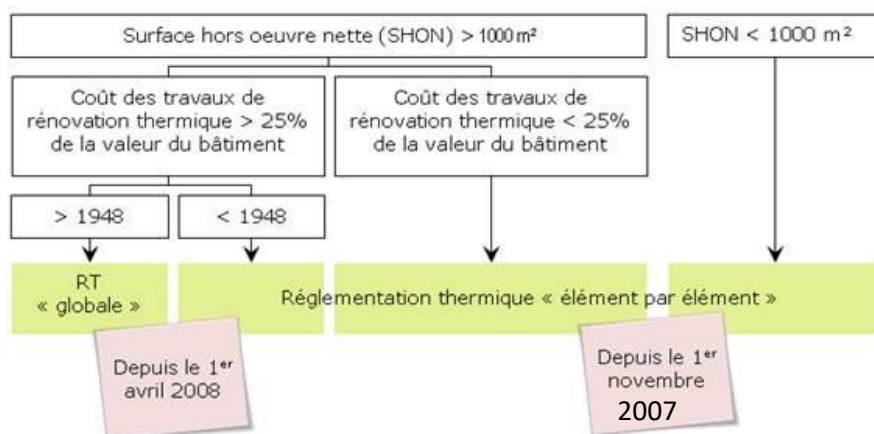 Surface hors oeuvre nette (SHON) > 1000 m²
SHON < 1000 m²
Coût des travaux de
rénovation thermique > 25%
de la valeur du bâtiment
Coût des travaux de
rénovation thermique < 25%
de la valeur du bâtiment
> 1948
< 1948
RT
« globale »
Réglementation thermique « élément par élément »
Depuis le 1er
avril 2008
Depuis le 1er
novembre
2007